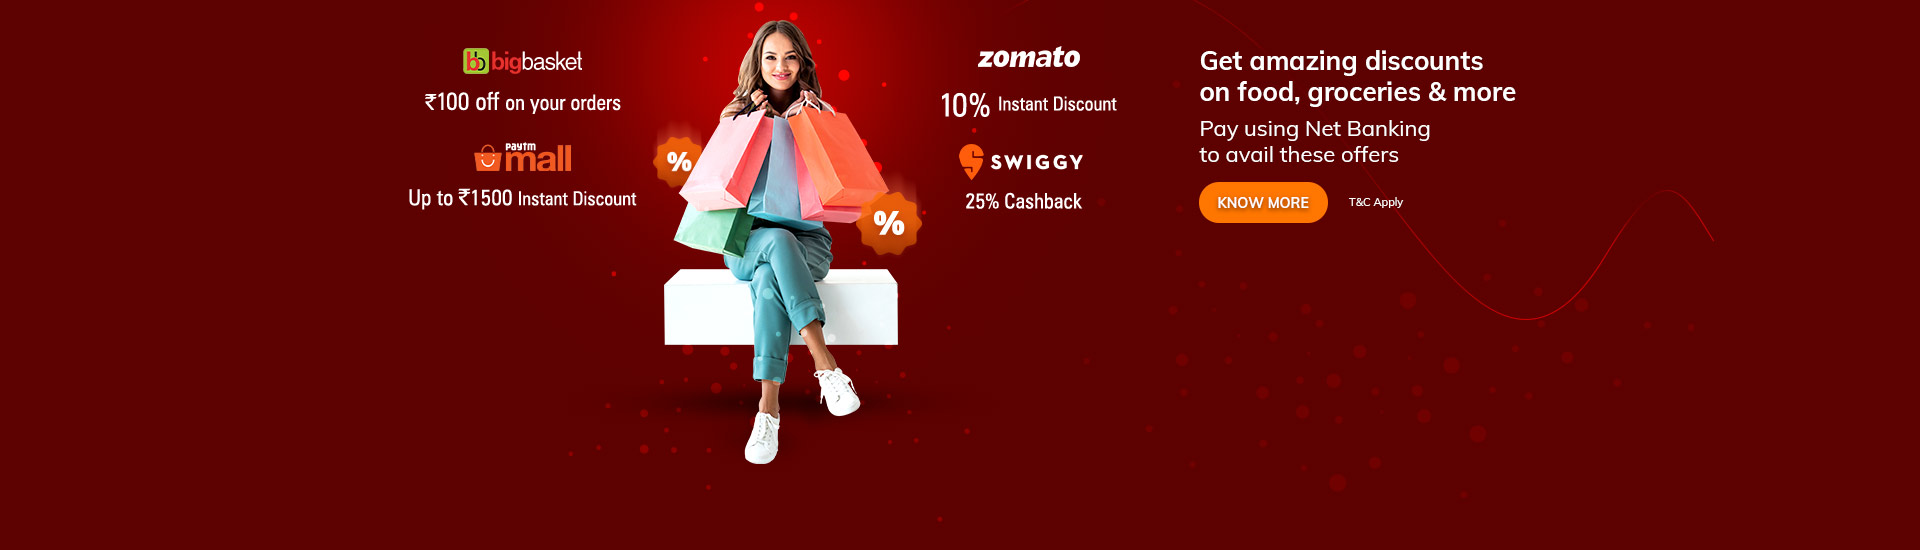 bb bigbasket
₹100 off on your orders
paytm
mall
Up to ₹1500 Instant Discount
%
%
zomato
10% Instant Discount
SWIGGY
25% Cashback
Get amazing discounts
on food, groceries & more
Pay using Net Banking
to avail these offers
KNOW MORE
T&C Apply